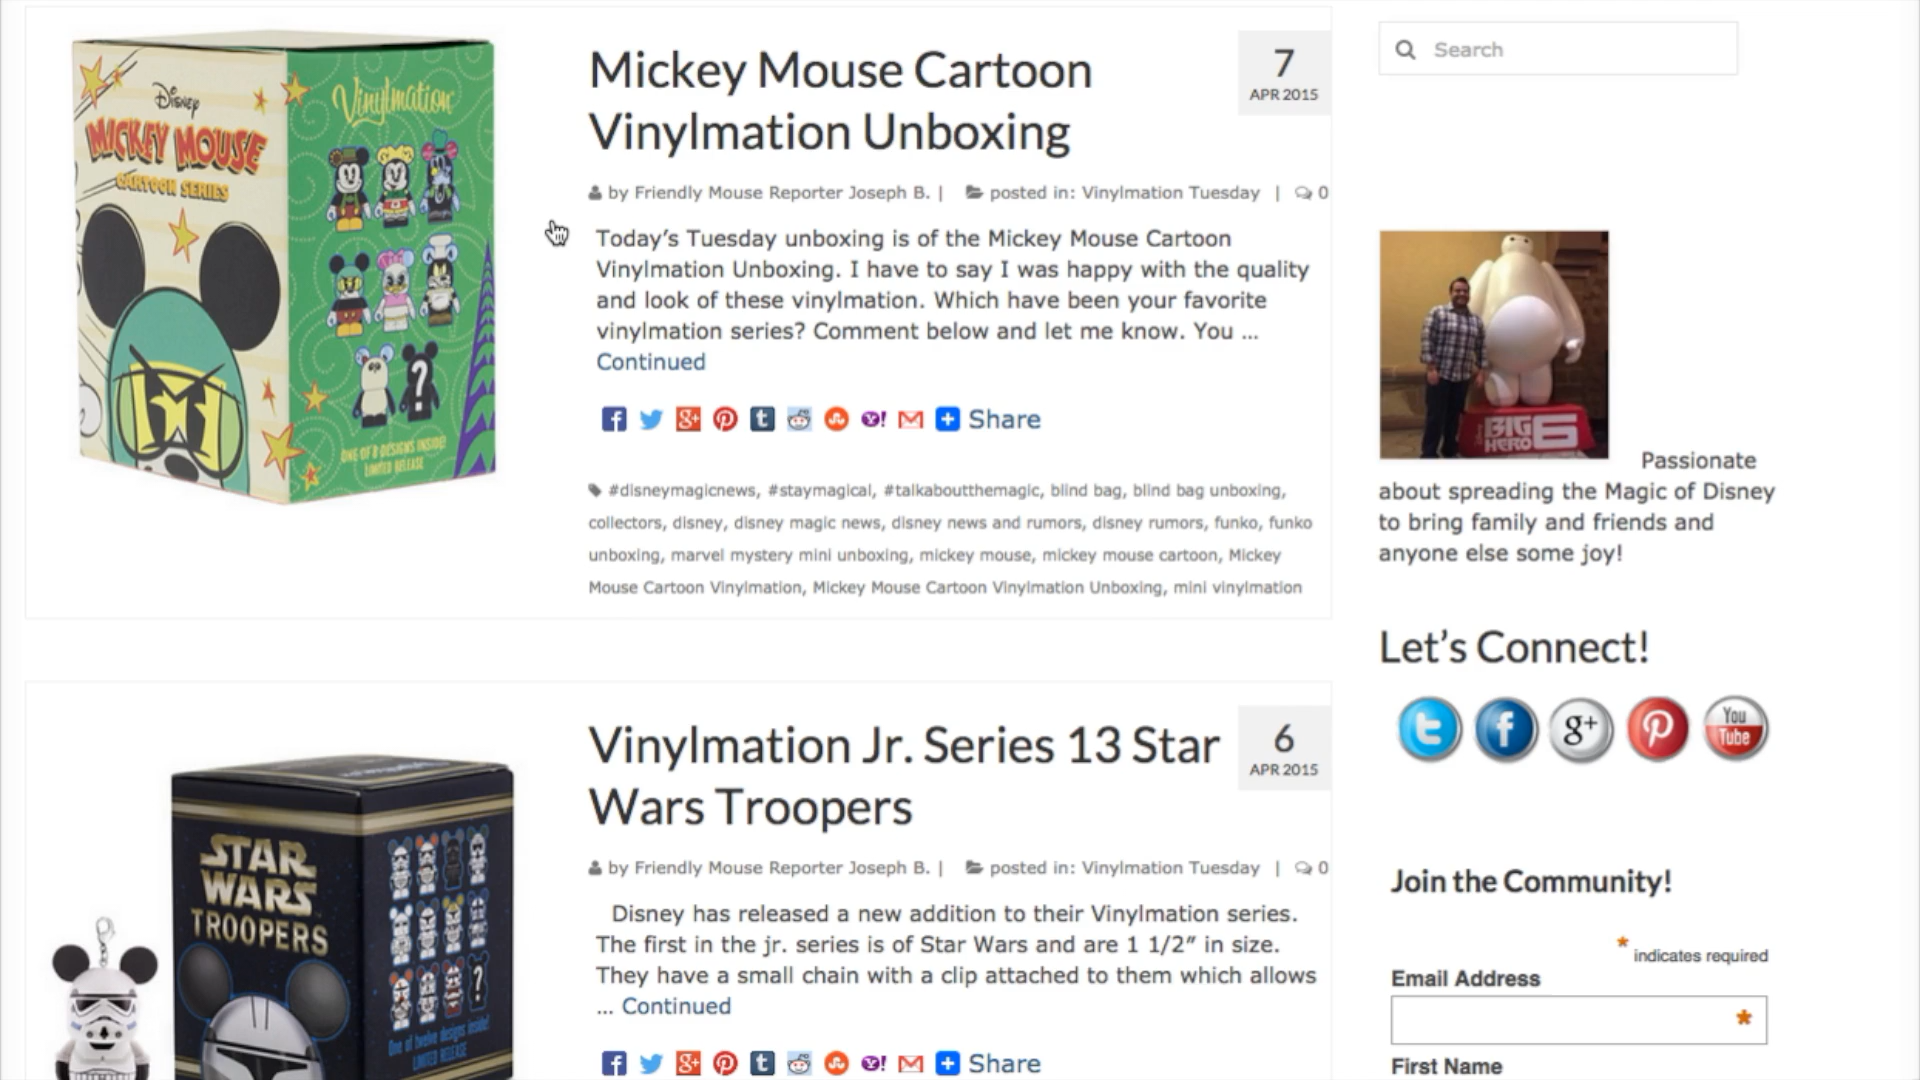 Disney
MICKEY MOUSE
CARTOON SERIES
Vinylmation
?
ONE OF 8 DESIGNS INSIDE!
LIMITED RELEASE
Mickey Mouse Cartoon
Vinylmation Unboxing
7
APR 2015
by Friendly Mouse Reporter Joseph B. | posted in: Vinylmation Tuesday | 0
Today’s Tuesday unboxing is of the Mickey Mouse Cartoon
Vinylmation Unboxing. I have to say I was happy with the quality
and look of these vinylmation. Which have been your favorite
vinylmation series? Comment below and let me know. You ...
Continued
Share
#disneymagicnews, #staymagical, #talkaboutthemagic, blind bag, blind bag unboxing,
collectors, disney, disney magic news, disney news and rumors, disney rumors, funko, funko
unboxing, marvel mystery mini unboxing, mickey mouse, mickey mouse cartoon, Mickey
Mouse Cartoon Vinylmation, Mickey Mouse Cartoon Vinylmation Unboxing, mini vinylmation
STAR
WARS
TROOPERS
?
One of twelve designs inside!
LIMITED RELEASE
Vinylmation Jr. Series 13 Star
Wars Troopers
6
APR 2015
by Friendly Mouse Reporter Joseph B. | posted in: Vinylmation Tuesday | 0
Disney has released a new addition to their Vinylmation series.
The first in the jr. series is of Star Wars and are 1 1/2” in size.
They have a small chain with a clip attached to them which allows
... Continued
Share
Search
BIG
HERO 6
Passionate
about spreading the Magic of Disney
to bring family and friends and
anyone else some joy!
Let’s Connect!
You
Tube
Join the Community!
* indicates required
Email Address
*
First Name